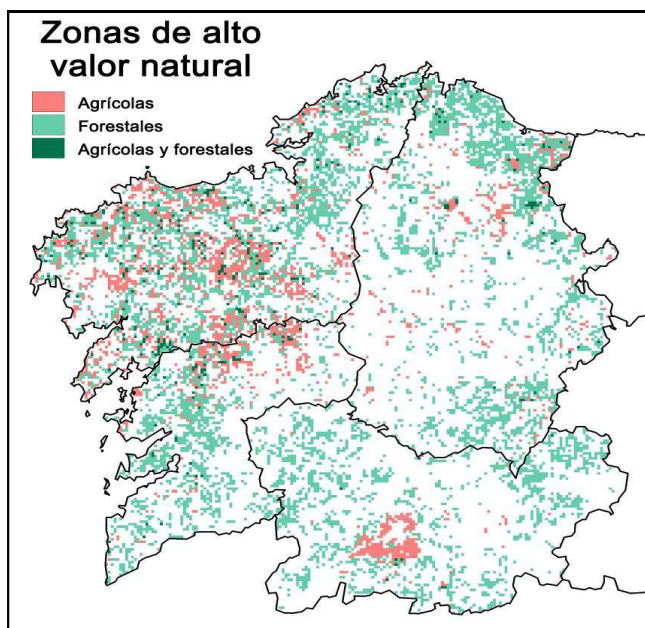 Zonas de alto
valor natural
Agrícolas
Forestales
Agrícolas y forestales